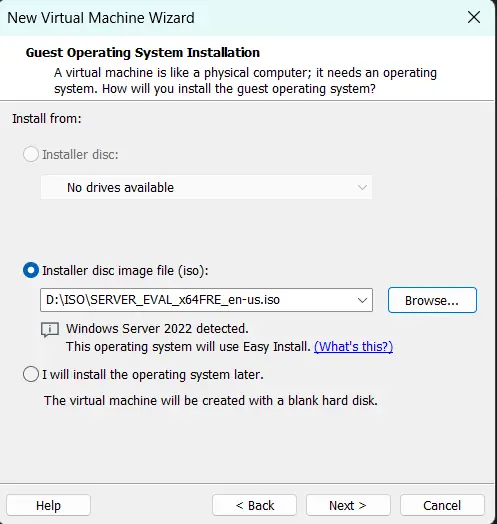 New Virtual Machine Wizard
Guest Operating System Installation
A virtual machine is like a physical computer; it needs an operating
system. How will you install the guest operating system?
Install from:
Installer disc:
No drives available
Installer disc image file (iso):
D:\ISO\SERVER_EVAL_x64FRE_en-us.iso
Browse...
Windows Server 2022 detected.
This operating system will use Easy Install. (What's this?)
I will install the operating system later.
The virtual machine will be created with a blank hard disk.
Help
< Back
Next >
Cancel